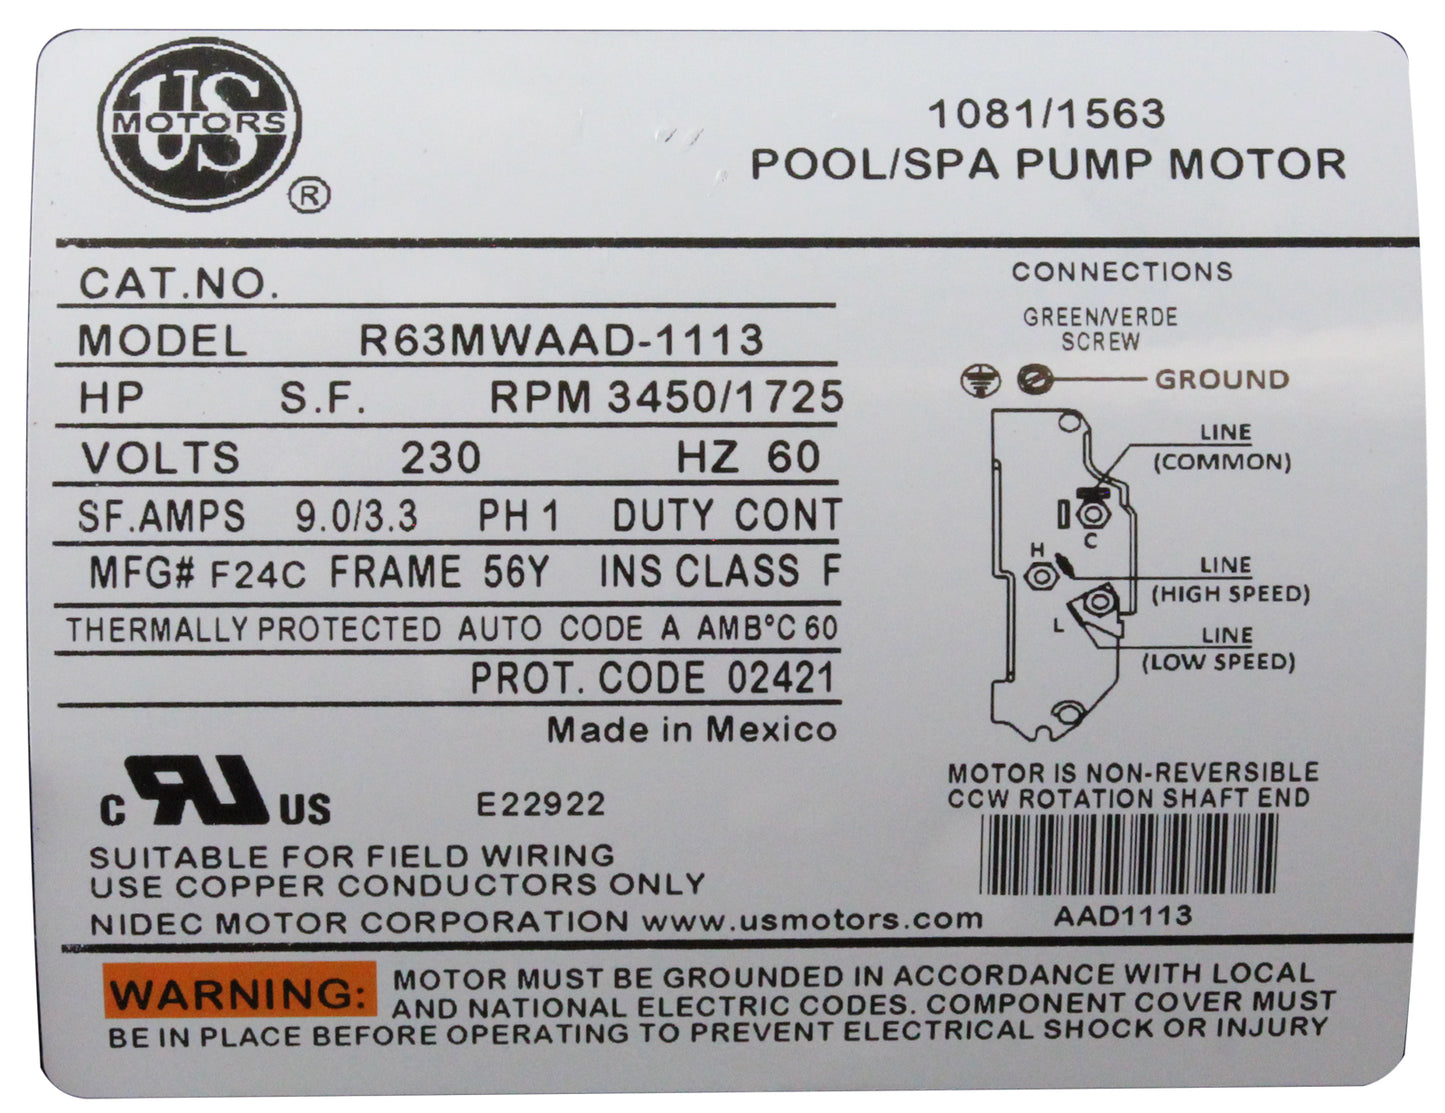 US
MOTORS
®
1081/1563
POOL/SPA PUMP MOTOR
CAT.NO.
MODEL R63MWAAD-1113
HP S.F. RPM 3450/1725
VOLTS 230 HZ 60
SF.AMPS 9.0/3.3 PH 1 DUTY CONT
MFG# F24C FRAME 56Y INS CLASS F
THERMALLY PROTECTED AUTO CODE A AMB°C 60
PROT. CODE 02421
Made in Mexico
CONNECTIONS
GREEN/VERDE
SCREW
GROUND
LINE
(COMMON)
C
H
LINE
(HIGH SPEED)
L
LINE
(LOW SPEED)
MOTOR IS NON-REVERSIBLE
CCW ROTATION SHAFT END
AAD1113
C RU US E22922
SUITABLE FOR FIELD WIRING
USE COPPER CONDUCTORS ONLY
NIDEC MOTOR CORPORATION www.usmotors.com
WARNING: MOTOR MUST BE GROUNDED IN ACCORDANCE WITH LOCAL
AND NATIONAL ELECTRIC CODES. COMPONENT COVER MUST
BE IN PLACE BEFORE OPERATING TO PREVENT ELECTRICAL SHOCK OR INJURY